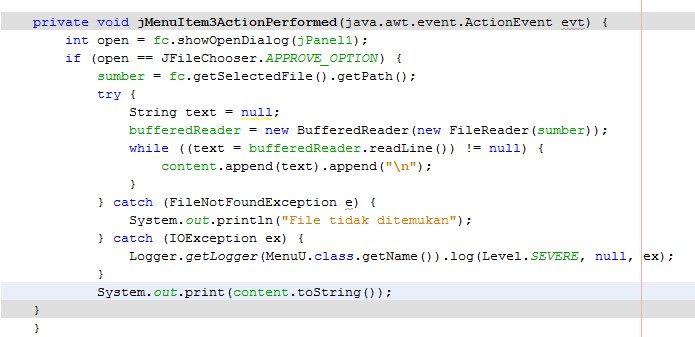 private void jMenuItem3ActionPerformed(java.awt.event.ActionEvent evt) {
int open = fc.showOpenDialog(jPanel1);
if (open == JFileChooser.APPROVE_OPTION) {
sumber = fc.getSelectedFile().getPath();
try {
String text = null;
bufferedReader = new BufferedReader(new FileReader(sumber));
while ((text = bufferedReader.readLine()) != null) {
content.append(text).append("\n");
}
} catch (FileNotFoundException e) {
System.out.println("File tidak ditemukan");
} catch (IOException ex) {
Logger.getLogger(MenuU.class.getName()).log(Level.SEVERE, null, ex);
}
System.out.print(content.toString());
}
}